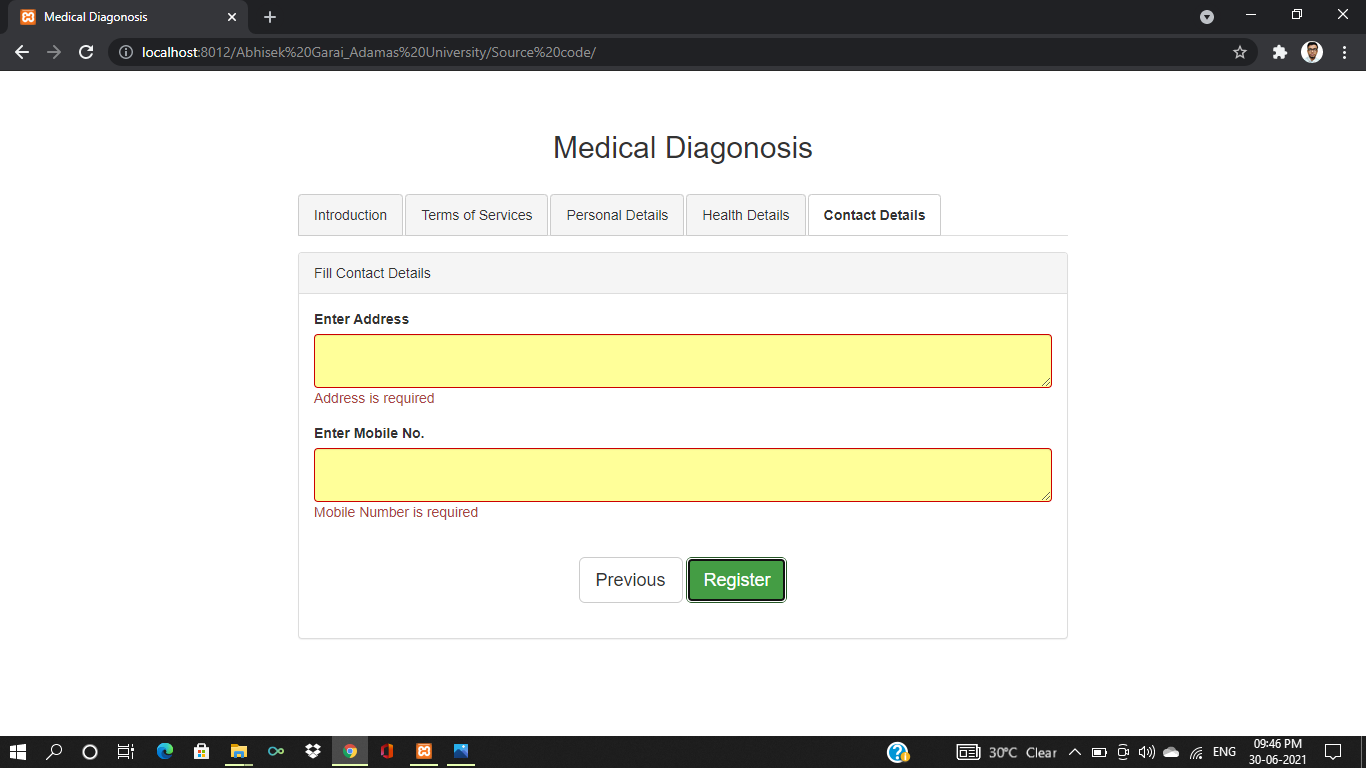 Medical Diagonosis
localhost:8012/Abhisek%20Garai_Adamas%20University/Source%20code/
Medical Diagonosis
Introduction Terms of Services Personal Details Health Details Contact Details
Fill Contact Details
Enter Address
Address is required
Enter Mobile No.
Mobile Number is required
Previous Register
30°C Clear ENG 09:46 PM
30-06-2021